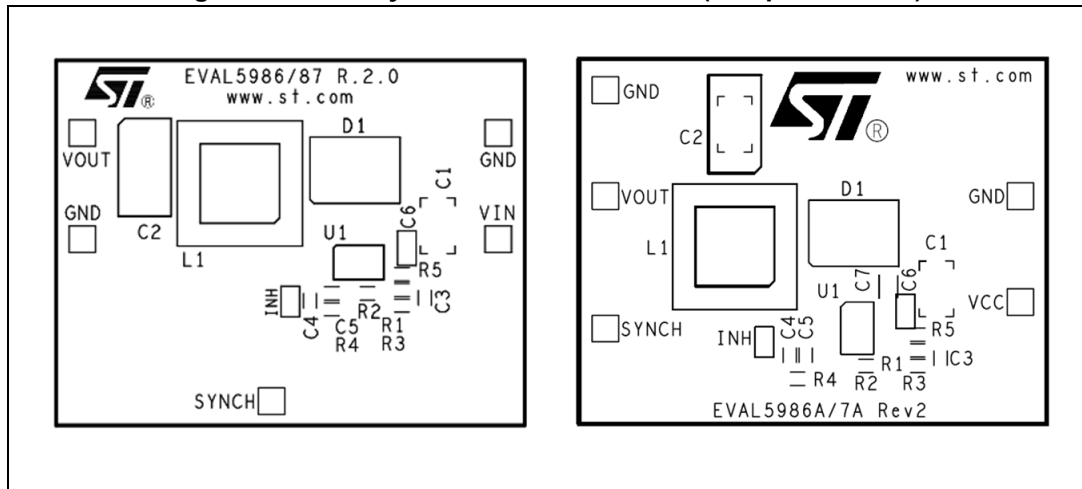 EVAL5986/87 R.2.0
www.st.com
ST®
D1
VOUT
GND
C1
GND
C6
VIN
C2
L1
U1
R5
INH
C4
R2
C3
C5
R1
R4
R3
SYNCH
www.st.com
GND
ST®
C2
VOUT
D1
GND
L1
C1
C7
C6
U1
VCC
SYNCH
INH
C4
C5
R5
R1
C3
R4
R2
R3
EVAL5986A/7A Rev2